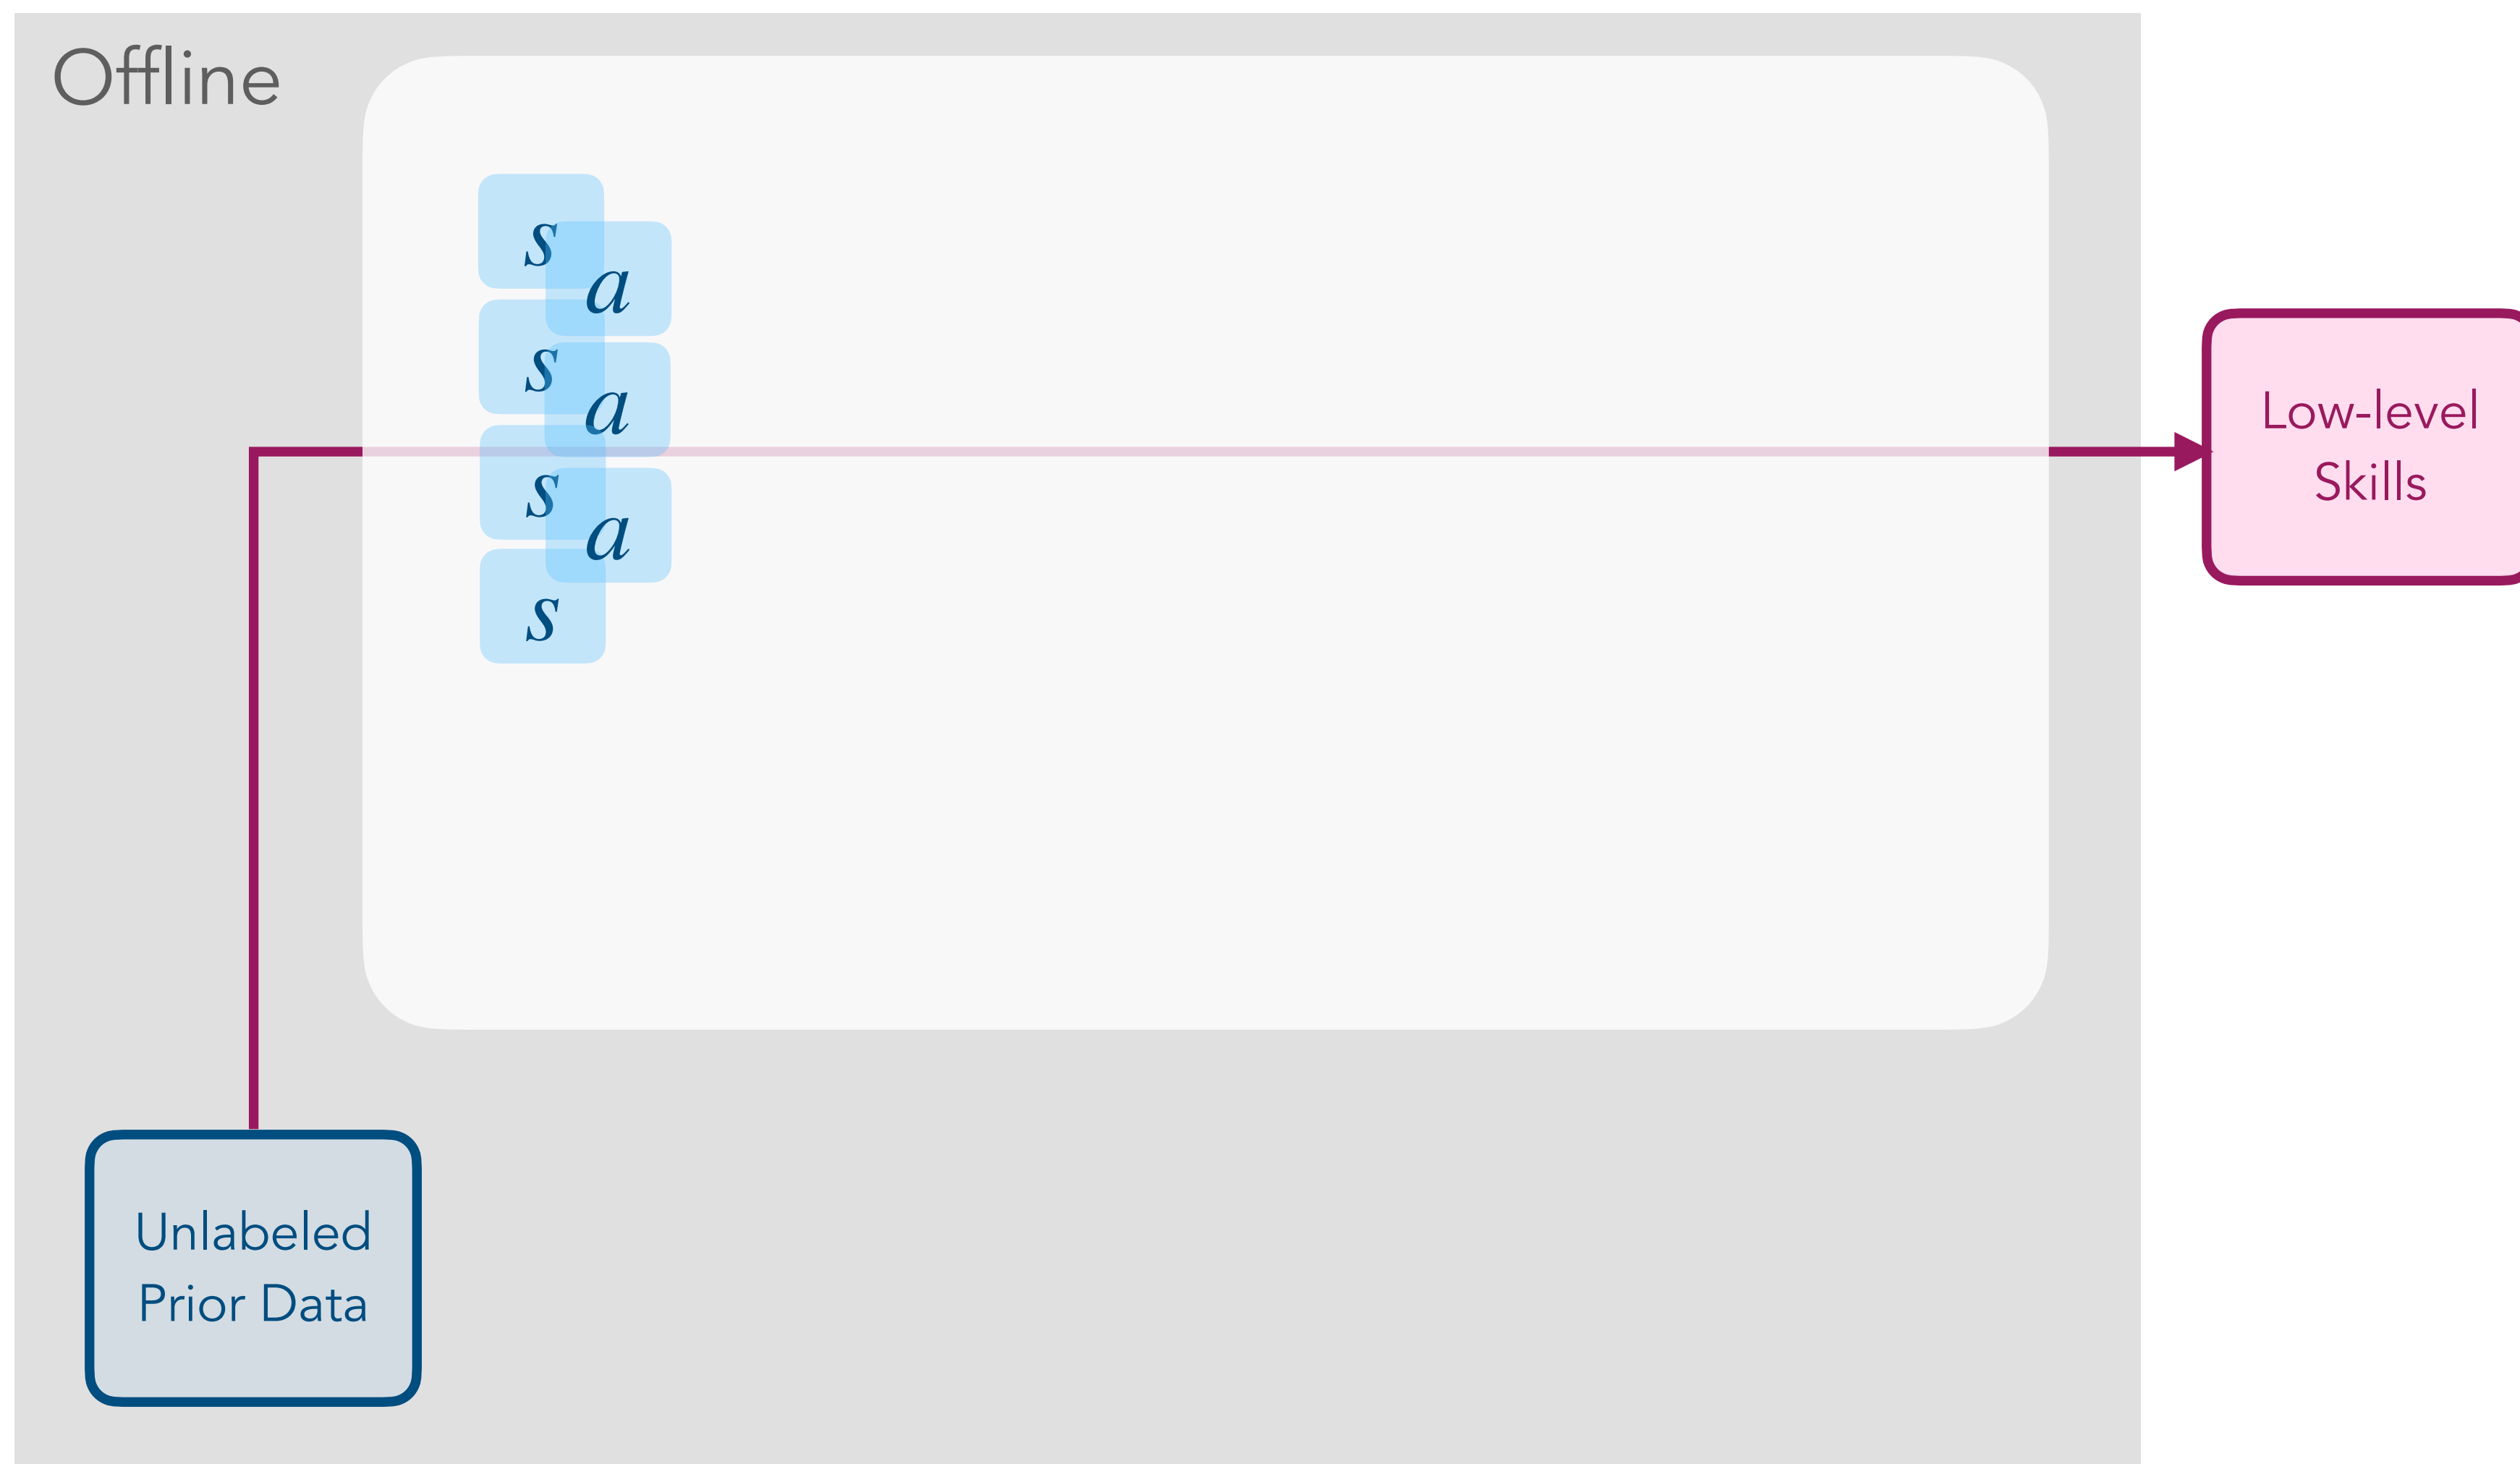 Offline
s
a
s
a
s
a
s
Low-level
Skills
Unlabeled
Prior Data